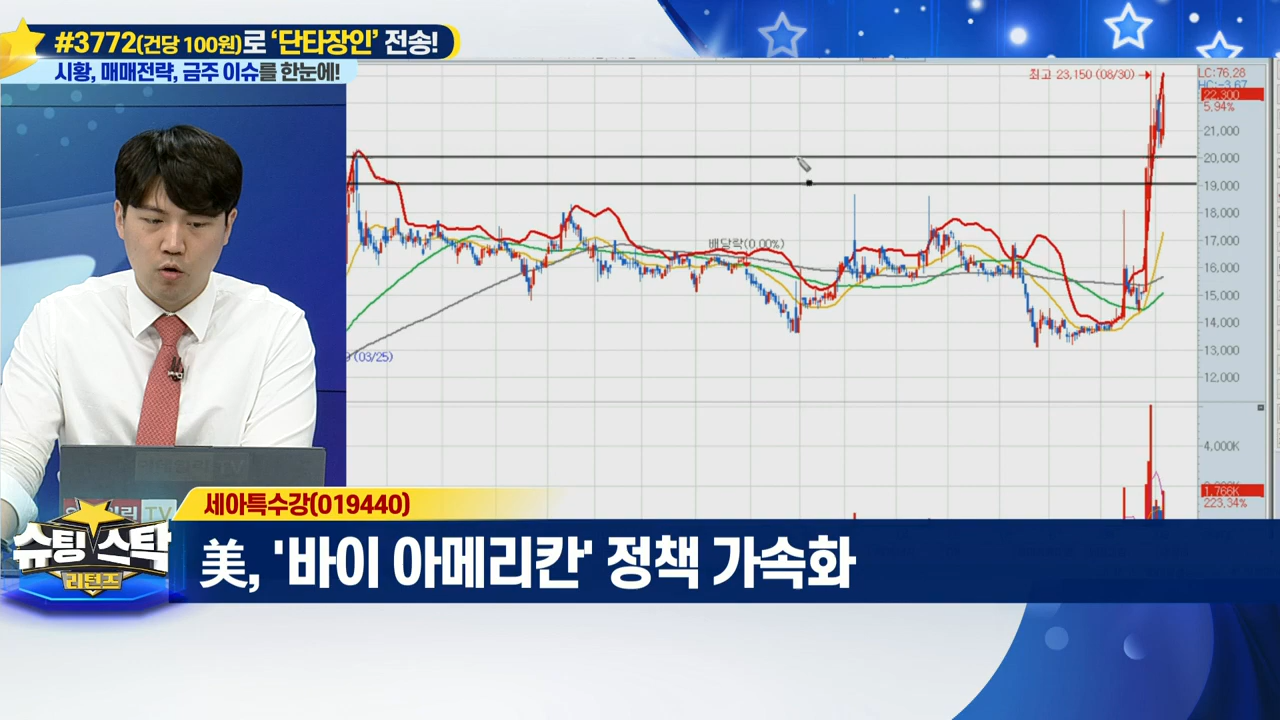 #3772(건당 100원)로 '단타장인' 전송!
시황, 매매전략, 금주 이슈를 한눈에!
최고 23,150 (08/30) →
LC:76.28
HC:-3.67
22,300
5.94%
21,000
20,000
19,000
18,000
배당락(0.00%)
17,000
16,000
15,000
14,000
(03/25)
13,000
12,000
4,000K
1,766K
223.34%
세아특수강(019440)
슈팅 스탁
리턴즈
美, '바이 아메리칸' 정책 가속화